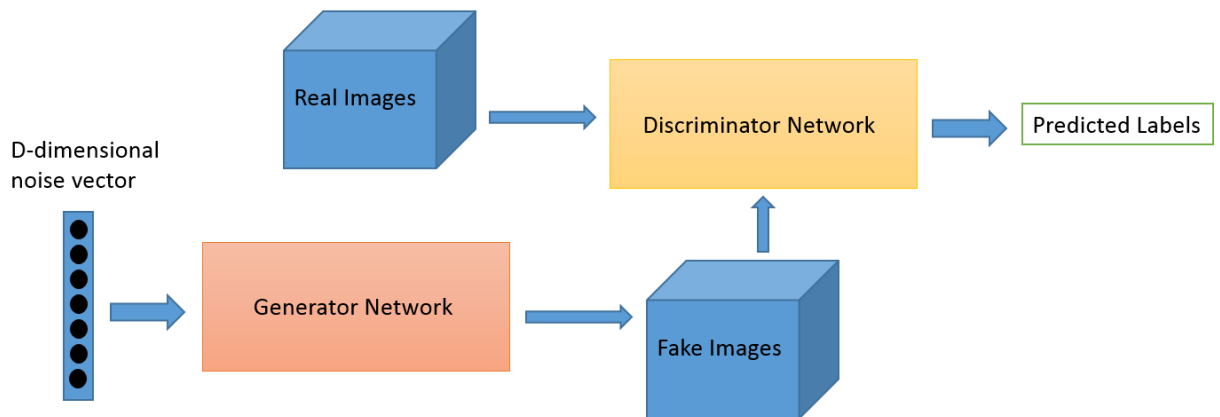 Real Images
Discriminator Network
Predicted Labels
D-dimensional
noise vector
Generator Network
Fake Images